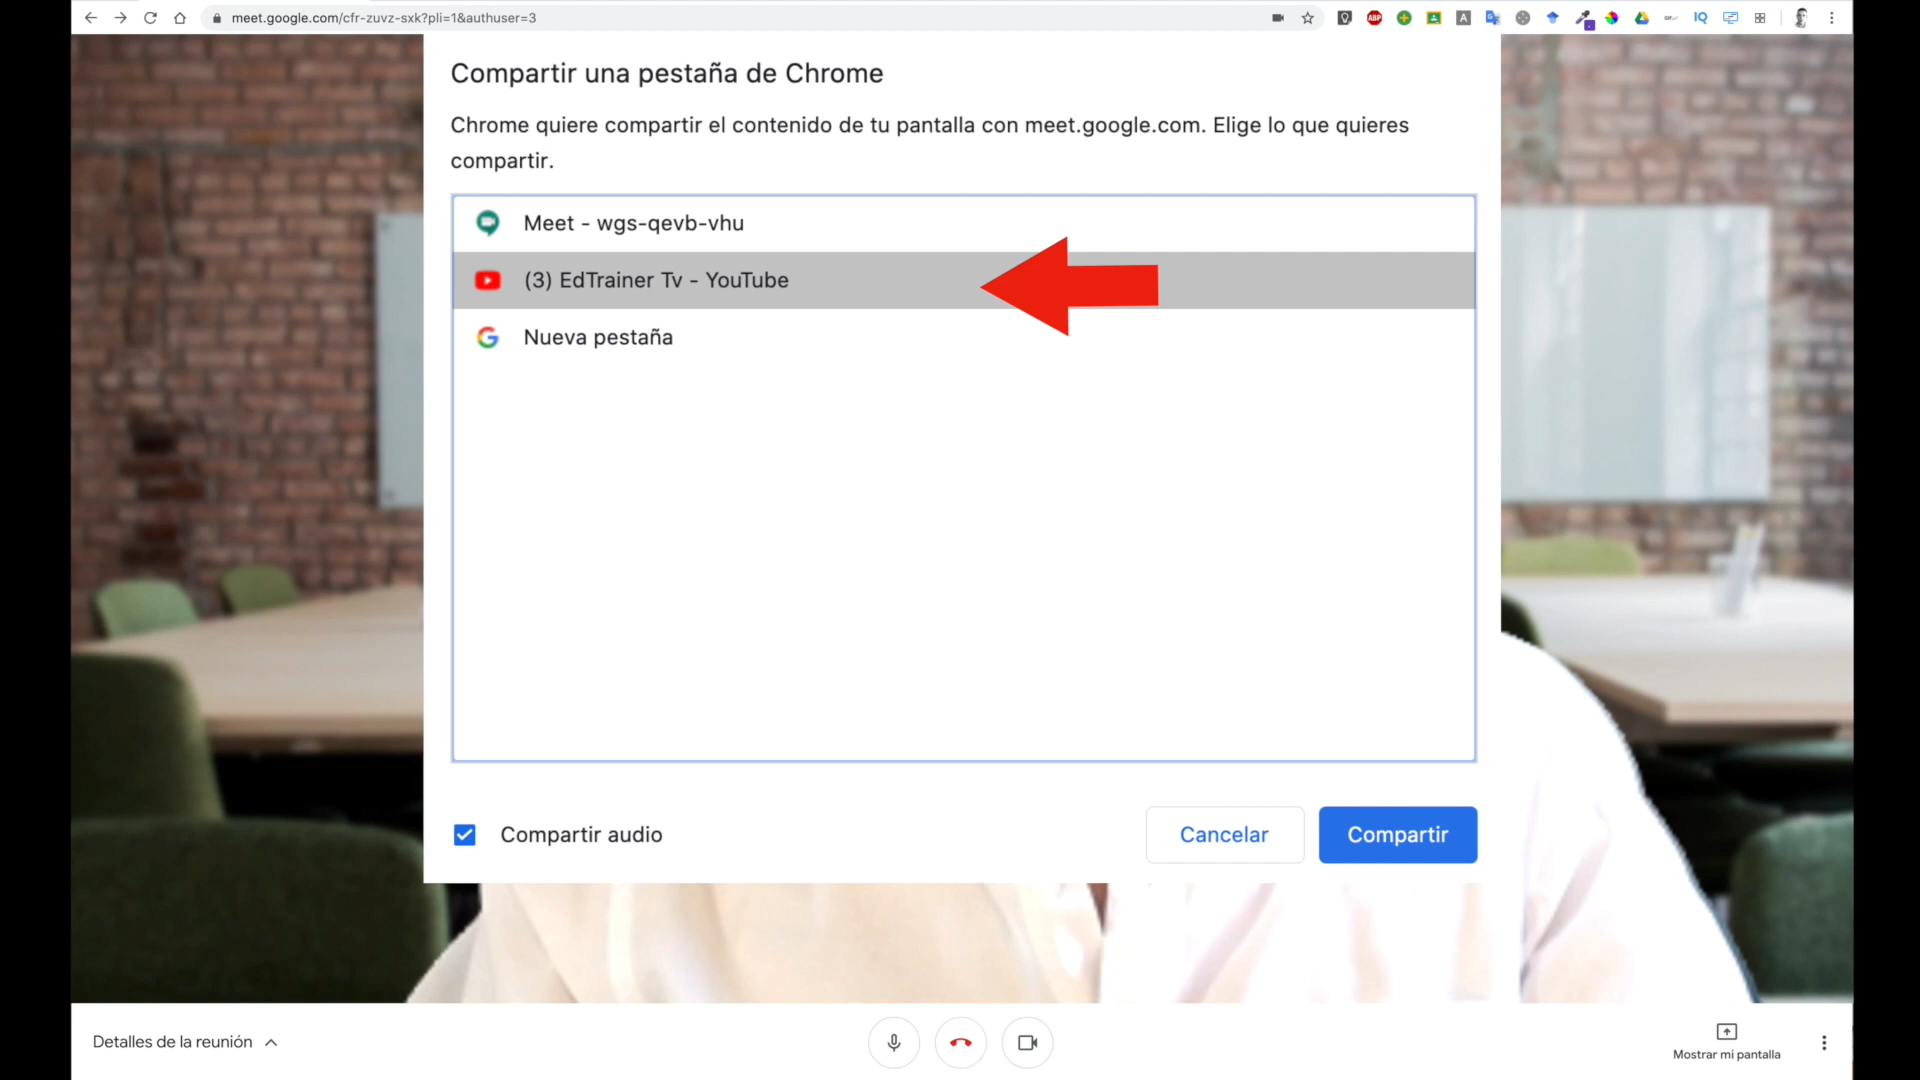 meet.google.com/cfr-zuvz-sxk?pli=1&authuser=3
ABP
A
IQ
Compartir una pestaña de Chrome
Chrome quiere compartir el contenido de tu pantalla con meet.google.com. Elige lo que quieres
compartir.
Meet - wgs-qevb-vhu
(3) EdTrainer Tv - YouTube
Nueva pestaña
Compartir audio
Cancelar
Compartir
Detalles de la reunión
Mostrar mi pantalla